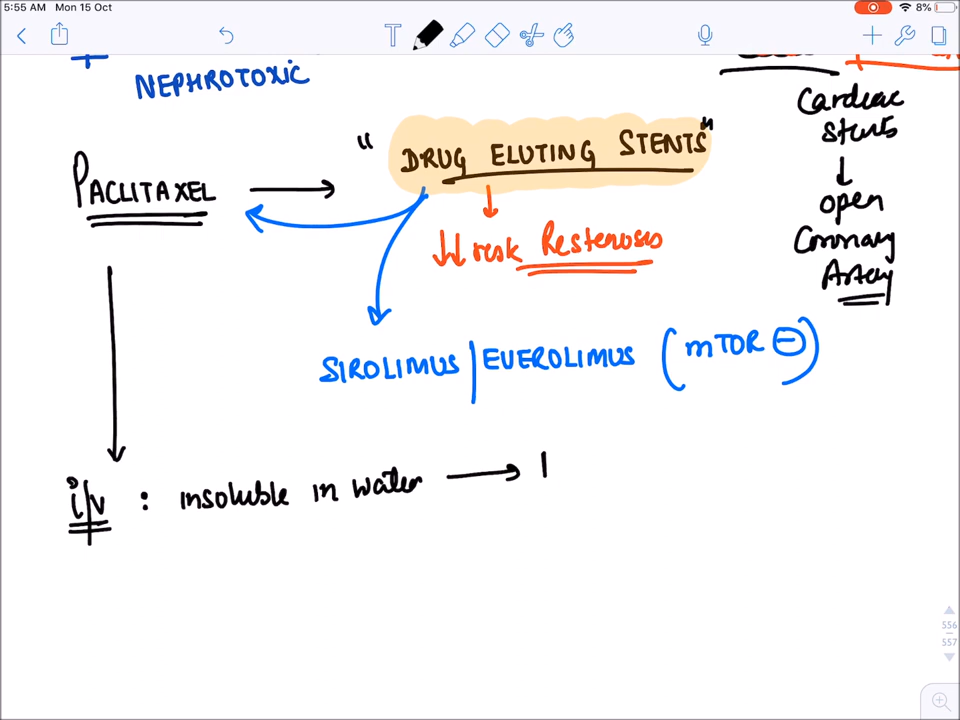 5:55 AM Mon 15 Oct
8%
T
NEPHROTOXIC
Cardiac
Stents
open
Coronary
Artery
PACLITAXEL → " DRUG ELUTING STENTS"
↓↓ risk Restenoses
SIROLIMUS | EVEROLIMUS (mTOR ⊖)
i/v : insoluble in water → I
556
557